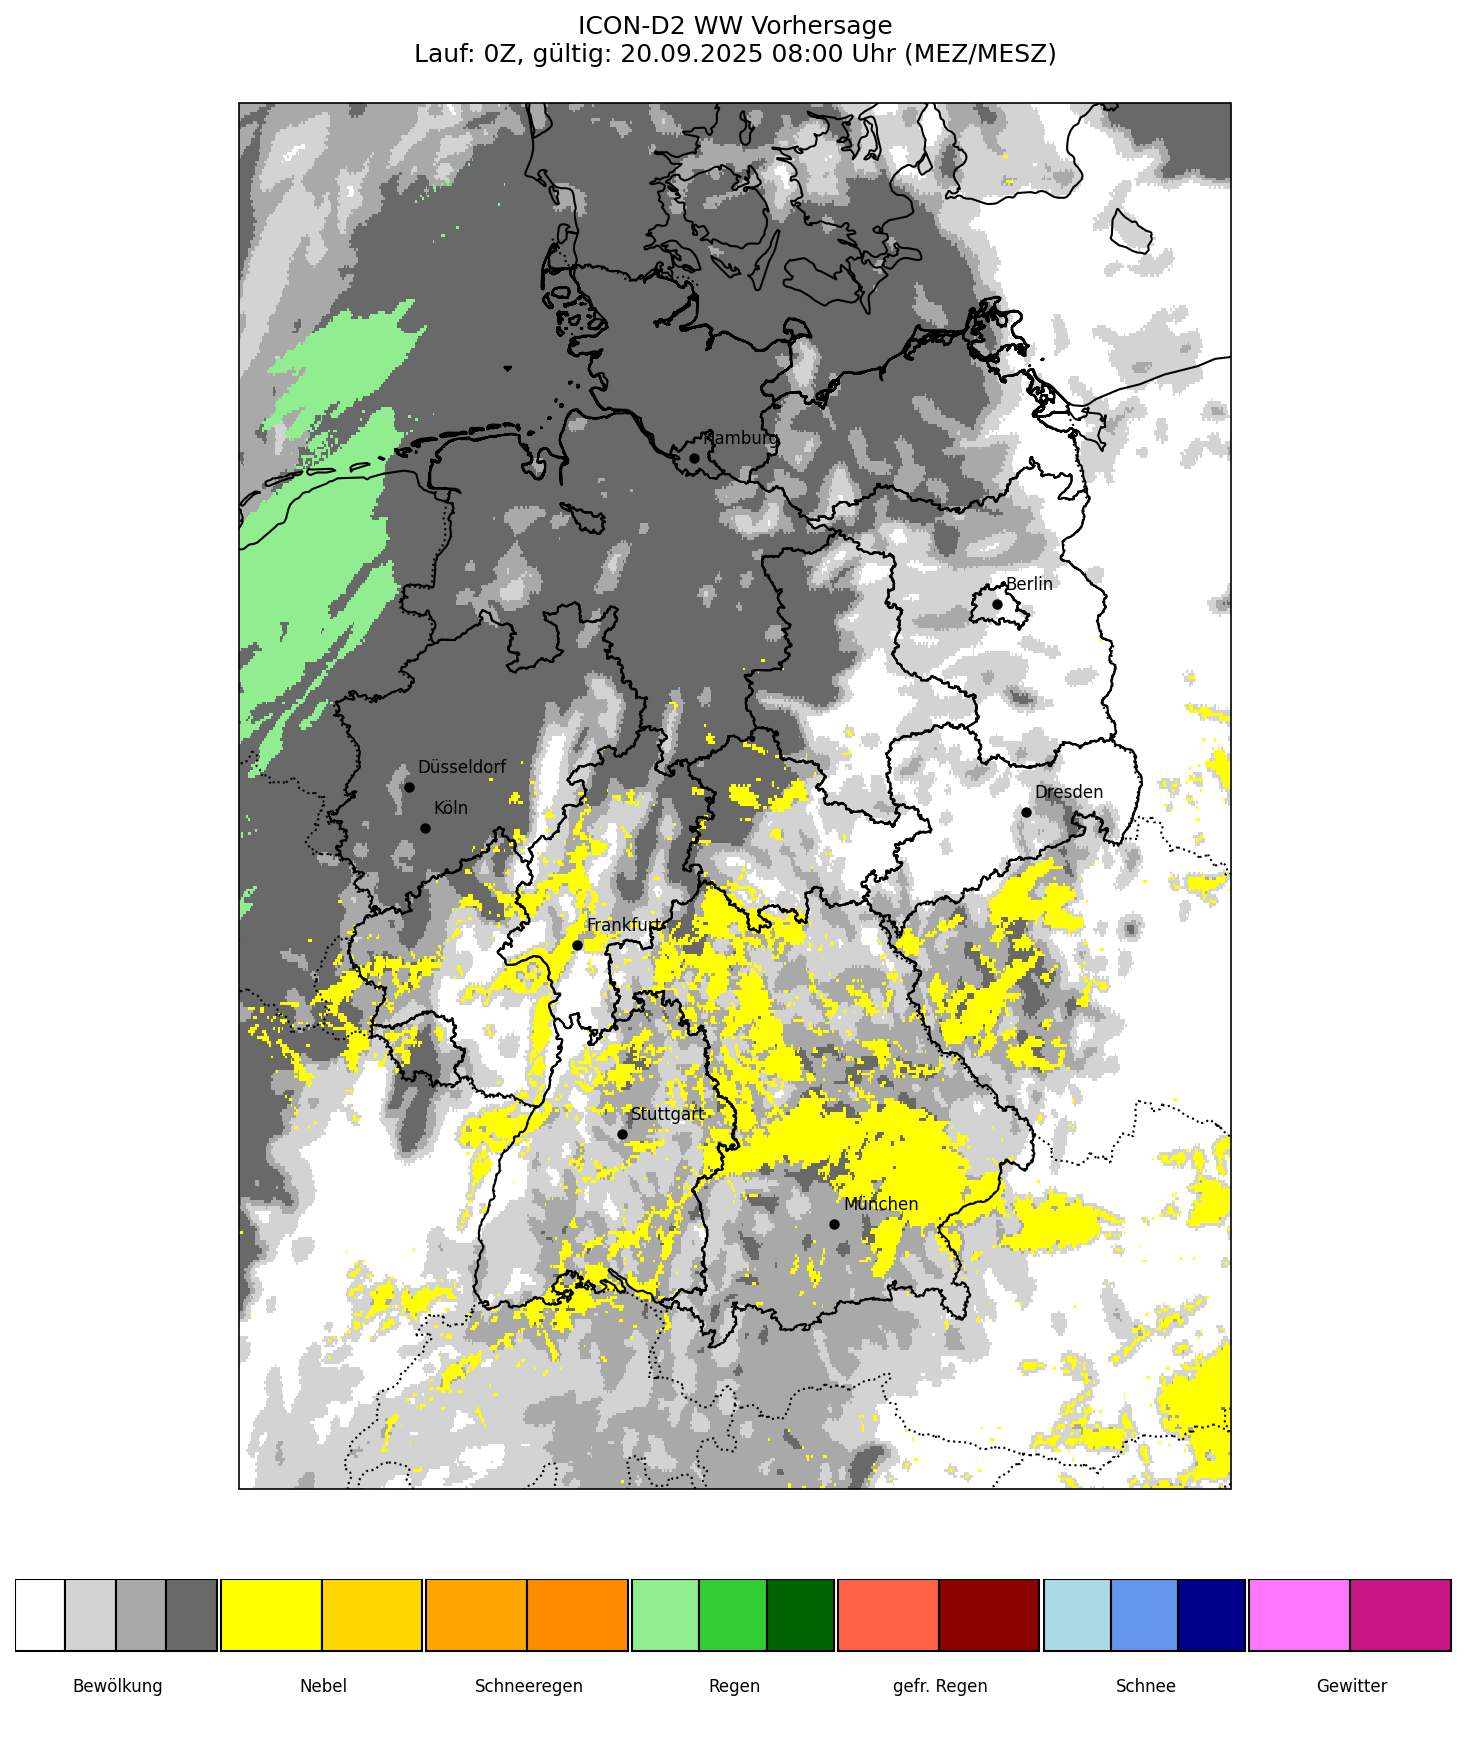 ICON-D2 WW Vorhersage
Lauf: 0Z, gültig: 20.09.2025 08:00 Uhr (MEZ/MESZ)
Hamburg
Berlin
Düsseldorf
Köln
Dresden
Frankfurt
Stuttgart
München
Bewölkung
Nebel
Schneeregen
Regen
gefr. Regen
Schnee
Gewitter